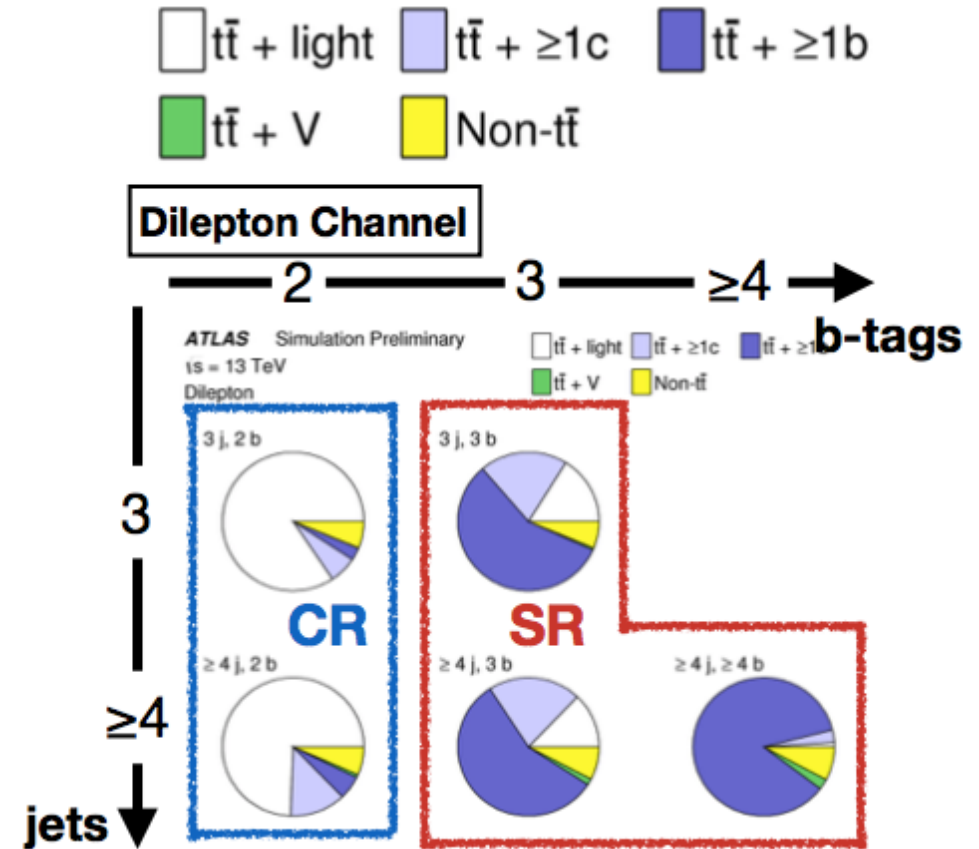 tt̄ + light tt̄ + ≥1c tt̄ + ≥1b
tt̄ + V Non-tt̄
Dilepton Channel
2 3 ≥4
b-tags
ATLAS Simulation Preliminary
√s = 13 TeV
Dilepton
tt̄ + light tt̄ + ≥1c tt̄ + ≥1
tt̄ + V Non-tt̄
3 j, 2 b 3 j, 3 b
3
CR SR
≥ 4 j, 2 b ≥ 4 j, 3 b ≥ 4 j, ≥ 4 b
≥4
jets